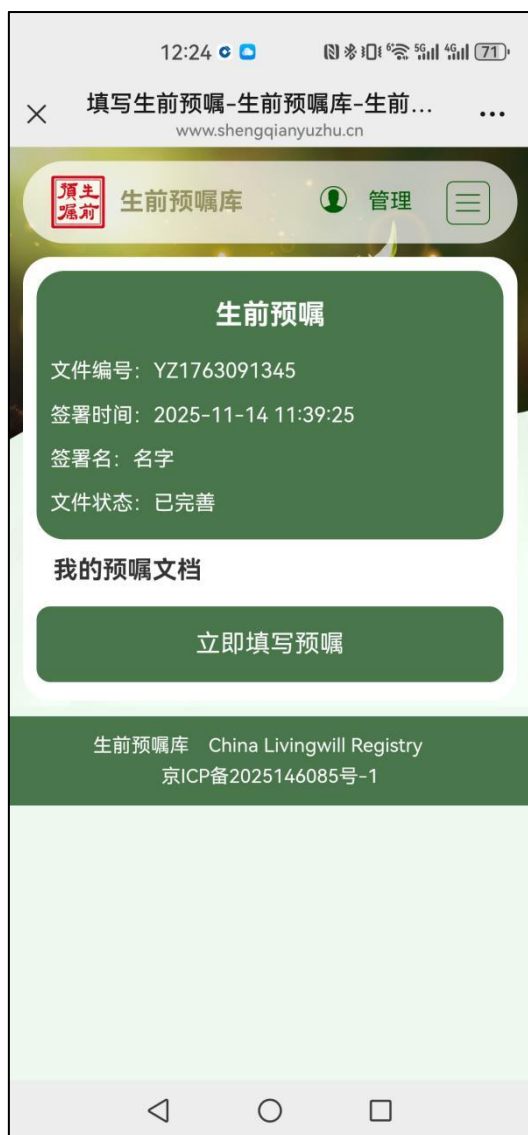 12:24
5G 4G 71
填写生前预嘱-生前预嘱库-生前...
www.shengqianyuzhu.cn
預生
囑前
生前预嘱库 管理
生前预嘱
文件编号：YZ1763091345
签署时间：2025-11-14 11:39:25
签署名：名字
文件状态：已完善
我的预嘱文档
立即填写预嘱
生前预嘱库 China Livingwill Registry
京ICP备2025146085号-1